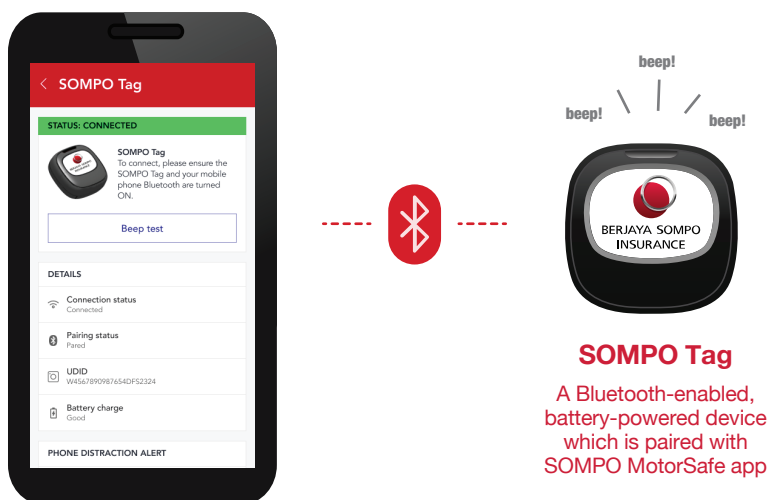 SOMPO Tag
STATUS: CONNECTED
SOMPO Tag
To connect, please ensure the
SOMPO Tag and your mobile
phone Bluetooth are turned
ON.
Beep test
DETAILS
Connection status
Connected
Pairing status
Pared
UDID
W4567890987654DFS2324
Battery charge
Good
PHONE DISTRACTION ALERT
beep!
beep!
beep!
BERJAYA SOMPO
INSURANCE
SOMPO Tag
A Bluetooth-enabled,
battery-powered device
which is paired with
SOMPO MotorSafe app